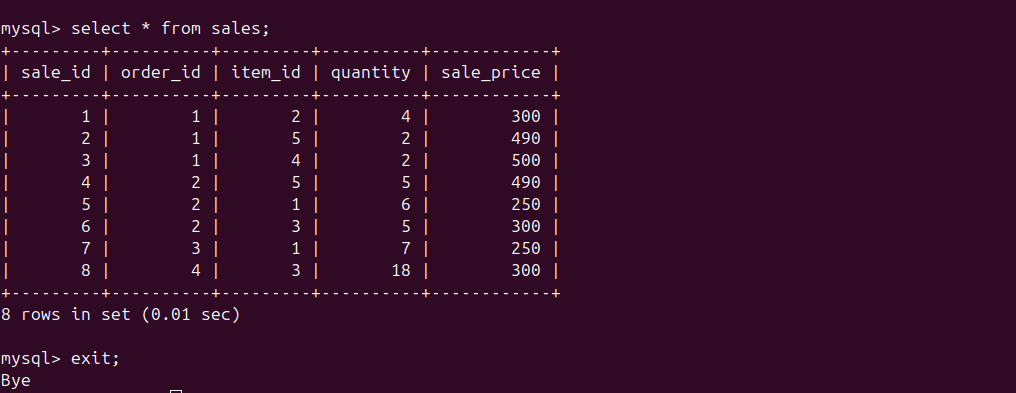 mysql> select * from sales;
+---------+----------+---------+----------+------------+
| sale_id | order_id | item_id | quantity | sale_price |
+---------+----------+---------+----------+------------+
|       1 |        1 |       2 |        4 |        300 |
|       2 |        1 |       5 |        2 |        490 |
|       3 |        1 |       4 |        2 |        500 |
|       4 |        2 |       5 |        5 |        490 |
|       5 |        2 |       1 |        6 |        250 |
|       6 |        2 |       3 |        5 |        300 |
|       7 |        3 |       1 |        7 |        250 |
|       8 |        4 |       3 |       18 |        300 |
+---------+----------+---------+----------+------------+
8 rows in set (0.01 sec)
mysql> exit;
Bye